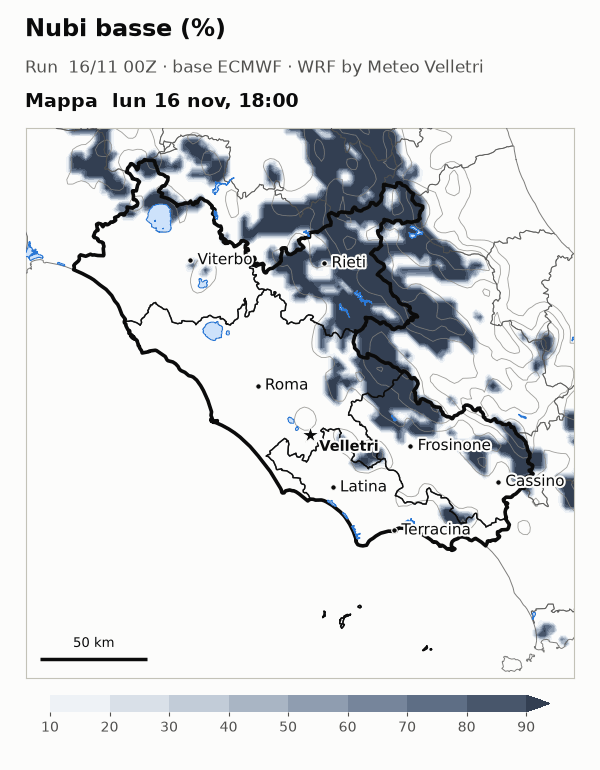 Nubi basse (%)
Run  16/11 00Z · base ECMWF · WRF by Meteo Velletri
Mappa  lun 16 nov, 18:00
Viterbo
Rieti
Roma
Velletri
Frosinone
Latina
Cassino
Terracina
50 km
10 20 30 40 50 60 70 80 90